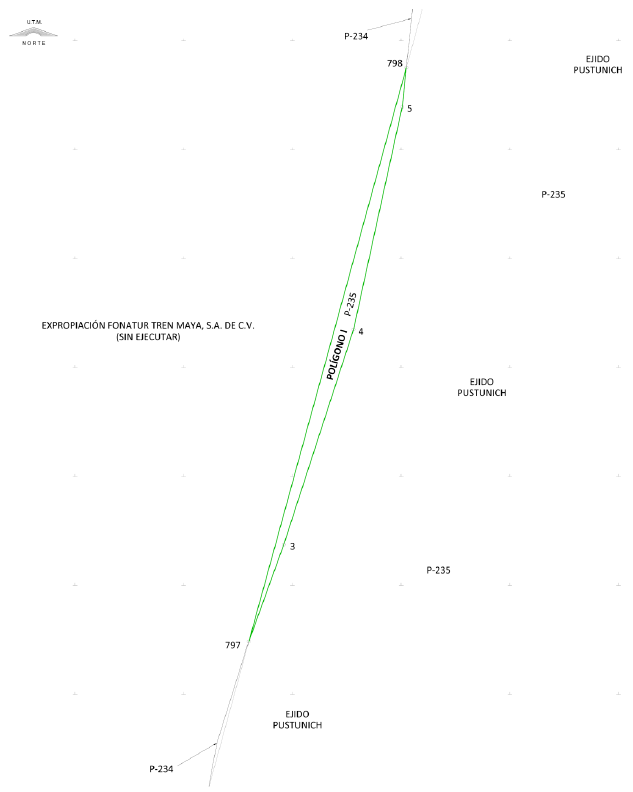 U.T.M.
NORTE
P-234
798
EJIDO
PUSTUNICH
5
P-235
P-235
EXPROPIACIÓN FONATUR TREN MAYA, S.A. DE C.V.
(SIN EJECUTAR)
4
POLÍGONO I
EJIDO
PUSTUNICH
3
P-235
797
EJIDO
PUSTUNICH
P-234